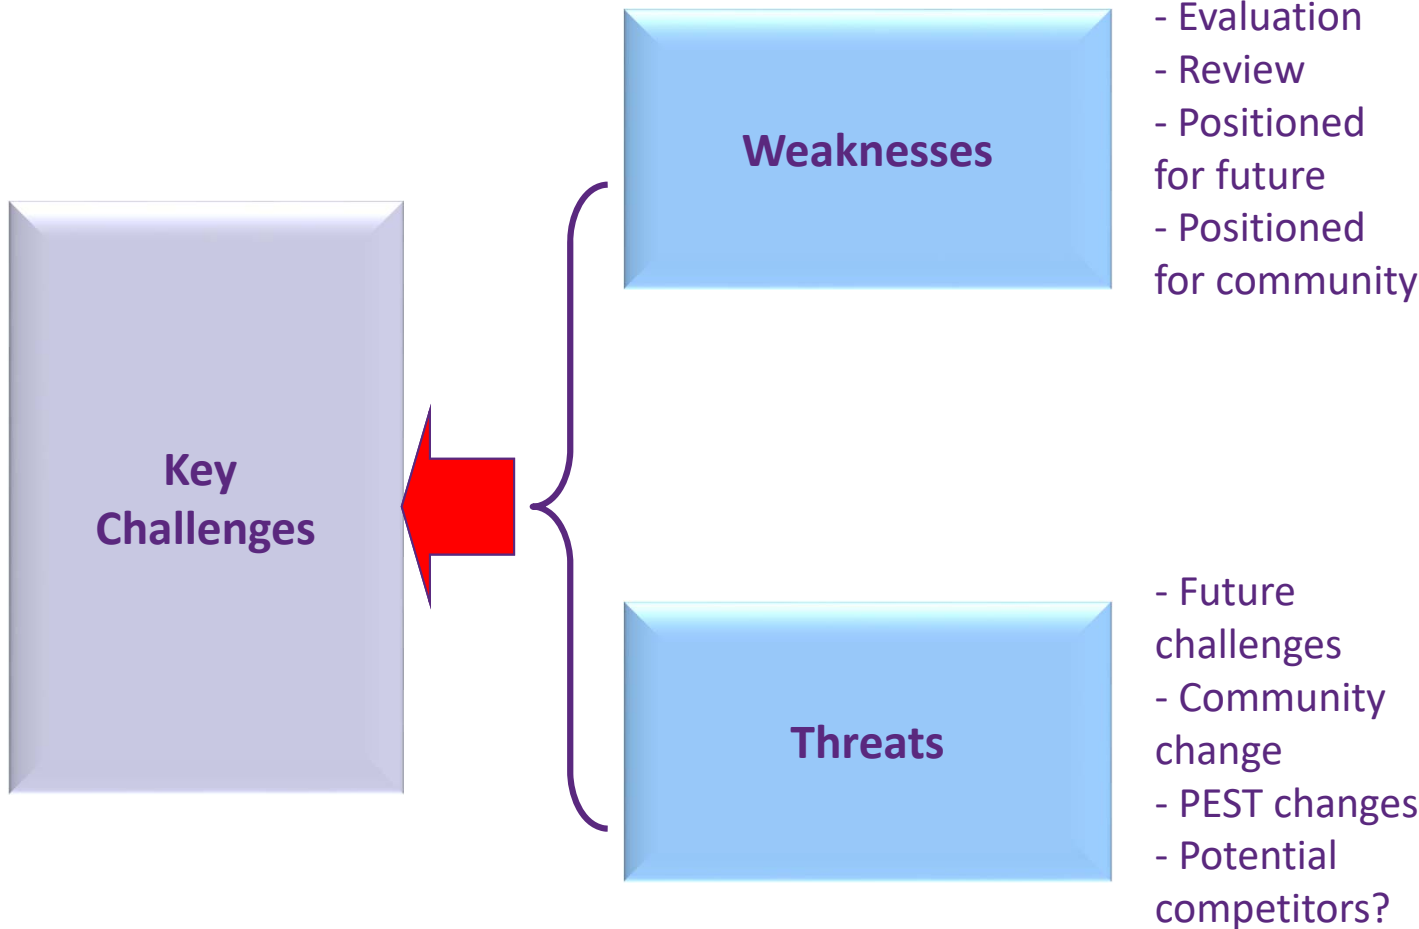 Key
Challenges
Weaknesses
- Evaluation
- Review
- Positioned
for future
- Positioned
for community
Threats
- Future
challenges
- Community
change
- PEST changes
- Potential
competitors?